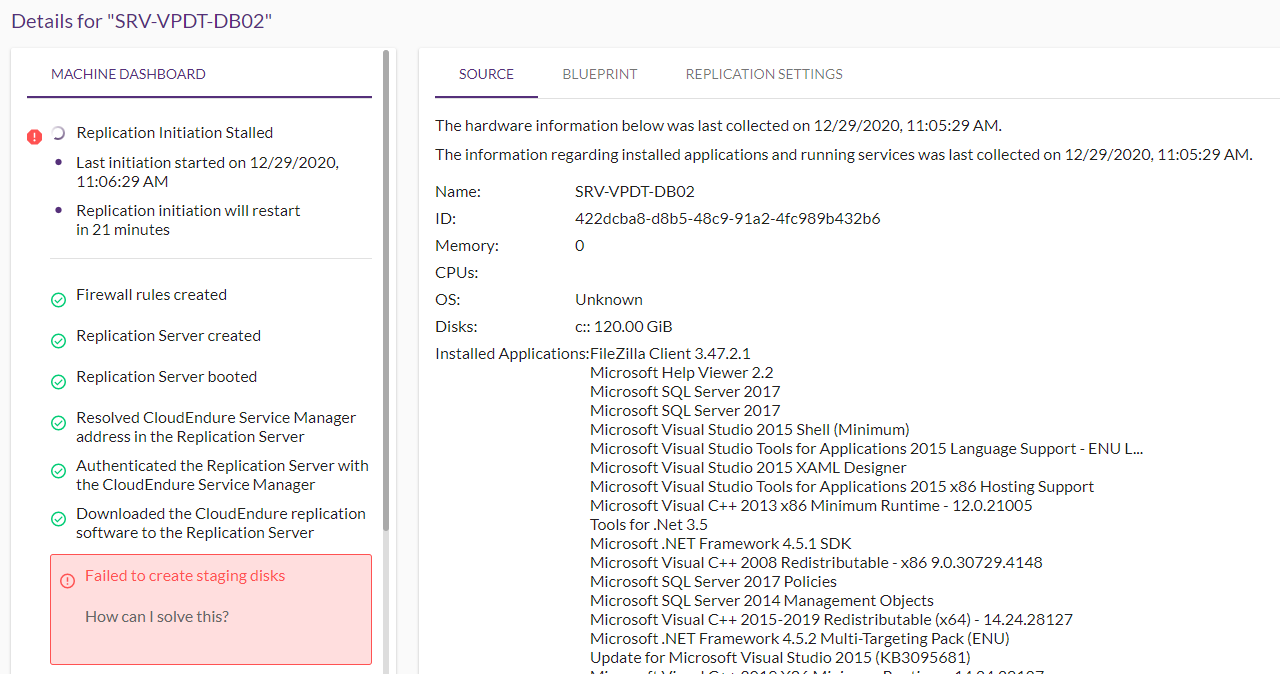 Details for "SRV-VPDT-DB02"
MACHINE DASHBOARD
Replication Initiation Stalled
Last initiation started on 12/29/2020,
11:06:29 AM
Replication initiation will restart
in 21 minutes
Firewall rules created
Replication Server created
Replication Server booted
Resolved CloudEndure Service Manager
address in the Replication Server
Authenticated the Replication Server with
the CloudEndure Service Manager
Downloaded the CloudEndure replication
software to the Replication Server
Failed to create staging disks
How can I solve this?
SOURCE BLUEPRINT REPLICATION SETTINGS
The hardware information below was last collected on 12/29/2020, 11:05:29 AM.
The information regarding installed applications and running services was last collected on 12/29/2020, 11:05:29 AM.
Name: SRV-VPDT-DB02
ID: 422dcba8-d8b5-48c9-91a2-4fc989b432b6
Memory: 0
CPUs:
OS: Unknown
Disks: c:: 120.00 GiB
Installed Applications:FileZilla Client 3.47.2.1
Microsoft Help Viewer 2.2
Microsoft SQL Server 2017
Microsoft SQL Server 2017
Microsoft Visual Studio 2015 Shell (Minimum)
Microsoft Visual Studio Tools for Applications 2015 Language Support - ENU L...
Microsoft Visual Studio 2015 XAML Designer
Microsoft Visual Studio Tools for Applications 2015 x86 Hosting Support
Microsoft Visual C++ 2013 x86 Minimum Runtime - 12.0.21005
Tools for .Net 3.5
Microsoft .NET Framework 4.5.1 SDK
Microsoft Visual C++ 2008 Redistributable - x86 9.0.30729.4148
Microsoft SQL Server 2017 Policies
Microsoft SQL Server 2014 Management Objects
Microsoft Visual C++ 2015-2019 Redistributable (x64) - 14.24.28127
Microsoft .NET Framework 4.5.2 Multi-Targeting Pack (ENU)
Update for Microsoft Visual Studio 2015 (KB3095681)